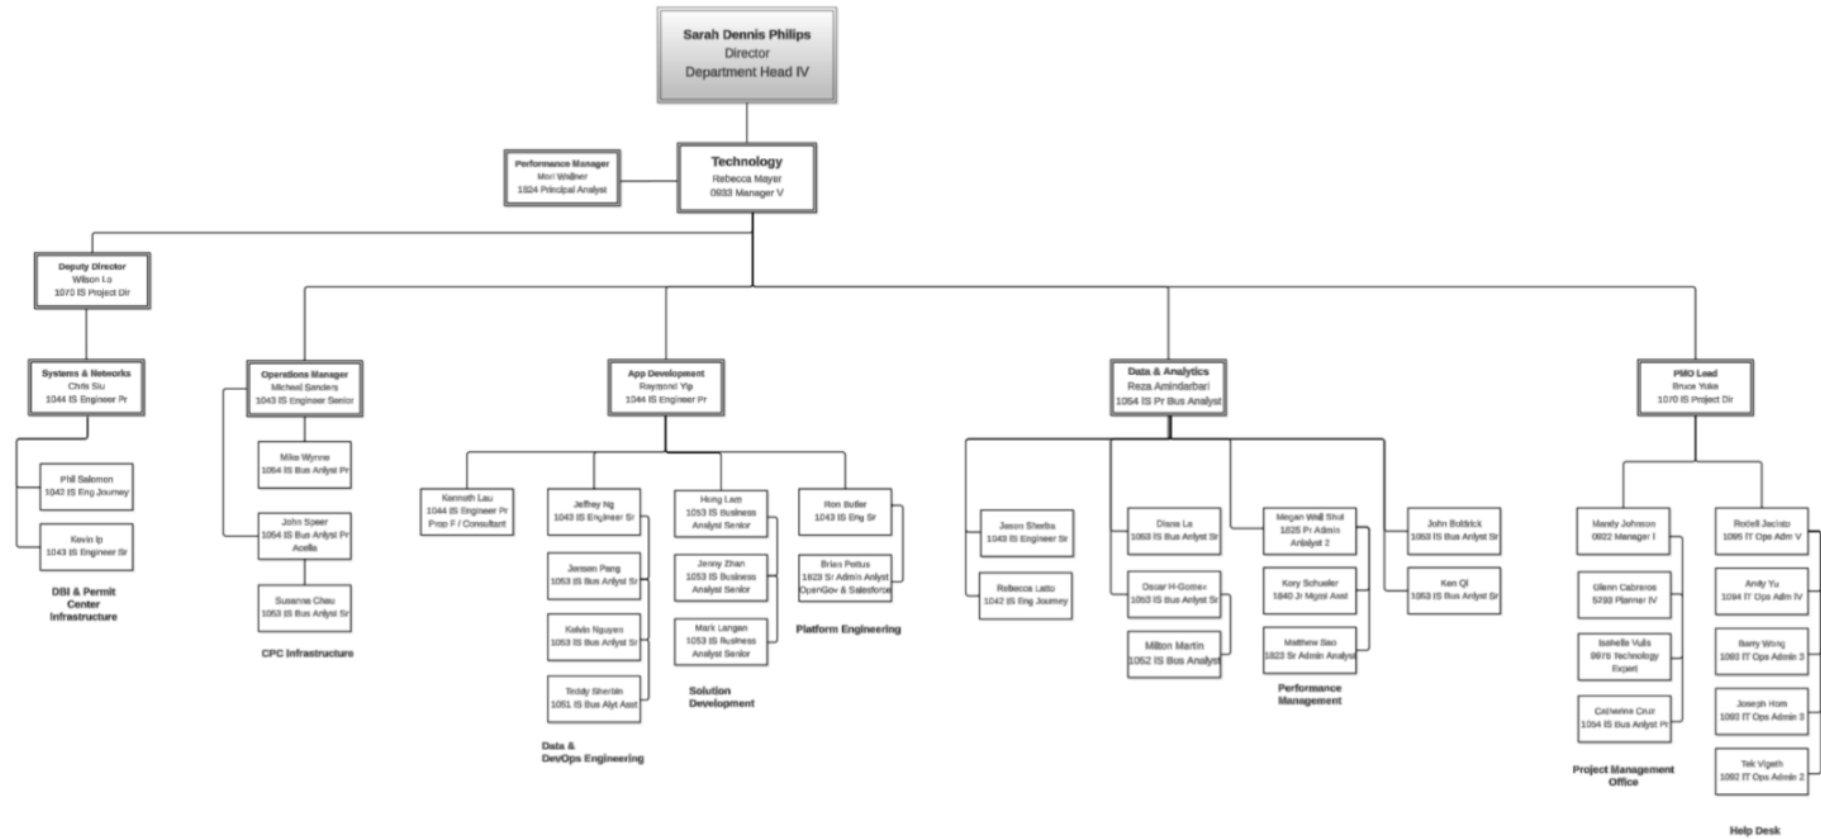 Sarah Dennis Philips
Director
Department Head IV
Technology
Rebecca Mayer
0933 Manager V
Performance Manager
Mori Wallner
1824 Principal Analyst
Deputy Director
Wilson Lo
1070 IS Project Dir
Systems & Networks
Chris Siu
1044 IS Engineer Pr
Phil Salomon
1042 IS Eng Journey
Kevin Ip
1043 IS Engineer Sr
DBI & Permit
Center
Infrastructure
Operations Manager
Micheal Sanders
1043 IS Engineer Senior
Mike Wynne
1054 IS Bus Anlyst Pr
John Speer
1054 IS Bus Anlyst Pr
Acella
Susanna Chau
1053 IS Bus Anlyst Sr
CPC Infrastructure
App Development
Raymond Yip
1044 IS Engineer Pr
Kenneth Lau
1044 IS Engineer Pr
Prop F / Consultant
Jeffrey Ng
1043 IS Engineer Sr
Jensen Pang
1053 IS Bus Anlyst Sr
Kelvin Nguyen
1053 IS Bus Anlyst Sr
Teddy Sherbin
1051 IS Bus Alyt Asst
Data &
DevOps Engineering
Hong Lam
1053 IS Business
Analyst Senior
Jenny Zhan
1053 IS Business
Analyst Senior
Mark Langan
1053 IS Business
Analyst Senior
Solution
Development
Ron Butler
1043 IS Eng Sr
Brian Pettus
1823 Sr Admin Anlyst
OpenGov & Salesforce
Platform Engineering
Data & Analytics
Reza Amindarbari
1054 IS Pr Bus Analyst
Jason Sherba
1043 IS Engineer Sr
Rebecca Latto
1042 IS Eng Journey
Diana La
1053 IS Bus Anlyst Sr
Oscar H-Gomez
1053 IS Bus Anlyst Sr
Milton Martin
1052 IS Bus Analyst
Megan Wall Shui
1825 Pr Admin
Anlalyst 2
Kory Schueler
1840 Jr Mgmt Asst
Matthew Sao
1823 Sr Admin Analyst
Performance
Management
John Boldrick
1053 IS Bus Anlyst Sr
Ken Qi
1053 IS Bus Anlyst Sr
PMO Lead
Bruce
1070 IS Project Dir
Mandy Johnson
0922 Manager I
Glenn Cabreros
5293 Planner IV
Isabelle
9976 Technology
Expert
Catherine Cruz
1054 IS Bus Anlyst Pr
Project Management
Office
Rodell Jacinto
1095 IT Ops Adm V
Andy Yu
1094 IT Ops Adm IV
Barry Wong
1093 IT Ops Admin 3
Joseph Hom
1093 IT Ops Admin 3
Tek Vigeth
1092 IT Ops Admin 2
Help Desk